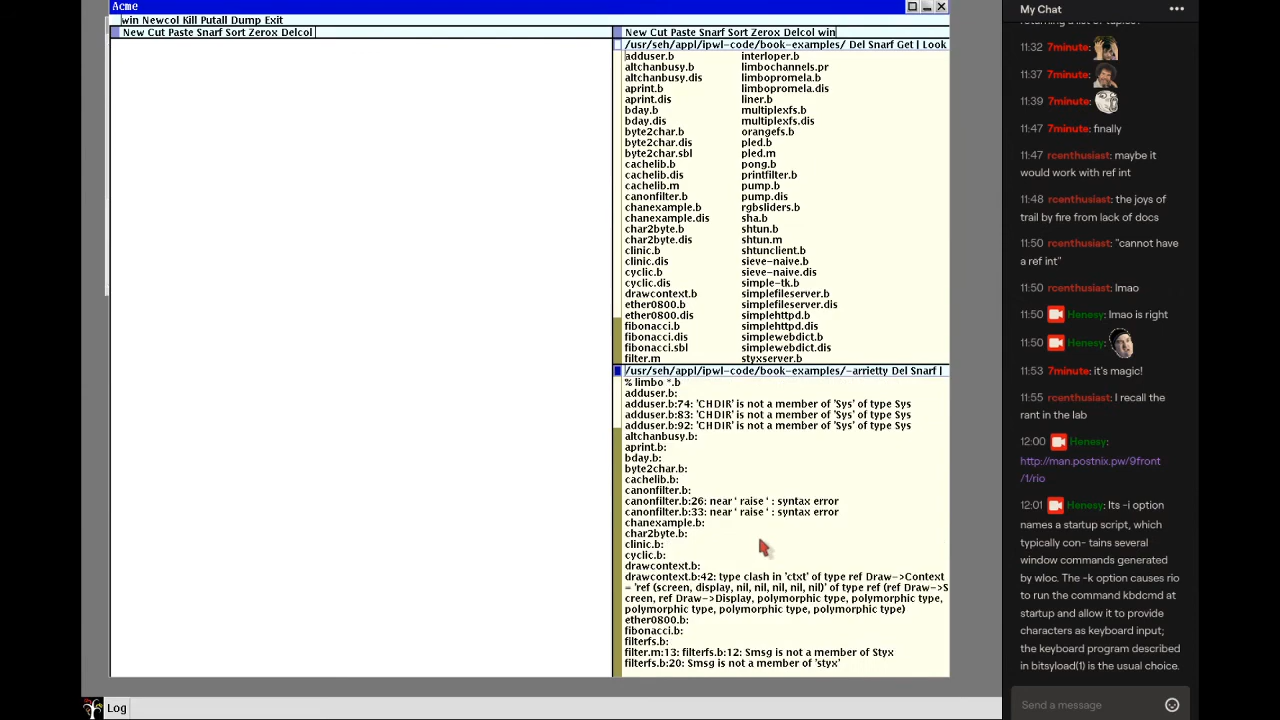 Acme
win Newcol Kill Putall Dump Exit
New Cut Paste Snarf Sort Zerox Delcol
New Cut Paste Snarf Sort Zerox Delcol win
/usr/seh/appl/ipwl-code/book-examples/ Del Snarf Get | Look
adduser.b interloper.b
altchanbusy.b limbochannels.pr
altchanbusy.dis limbopromela.b
aprint.b limbopromela.dis
aprint.dis liner.b
bday.b multiplexfs.b
bday.dis multiplexfs.dis
byte2char.b orangefs.b
byte2char.dis pled.b
byte2char.sbl pled.m
cachelib.b pong.b
cachelib.dis printfilter.b
cachelib.m pump.b
canonfilter.b pump.dis
chanexample.b rgbsliders.b
chanexample.dis sha.b
char2byte.b shtun.b
char2byte.dis shtun.m
clinic.b shtunclient.b
clinic.dis sieve-naive.b
cyclic.b sieve-naive.dis
cyclic.dis simple-tk.b
drawcontext.b simplefileserver.b
ether0800.b simplefileserver.dis
ether0800.dis simplehttpd.b
fibonacci.b simplehttpd.dis
fibonacci.dis simplewebdict.b
fibonacci.sbl simplewebdict.dis
filter.m styxserver.b
/usr/seh/appl/ipwl-code/book-examples/-arrietty Del Snarf |
% limbo *.b
adduser.b:
adduser.b:74: 'CHDIR' is not a member of 'Sys' of type Sys
adduser.b:83: 'CHDIR' is not a member of 'Sys' of type Sys
adduser.b:92: 'CHDIR' is not a member of 'Sys' of type Sys
altchanbusy.b:
aprint.b:
bday.b:
byte2char.b:
cachelib.b:
canonfilter.b:
canonfilter.b:26: near ' raise ' : syntax error
canonfilter.b:33: near ' raise ' : syntax error
chanexample.b:
char2byte.b:
clinic.b:
cyclic.b:
drawcontext.b:
drawcontext.b:42: type clash in 'ctxt' of type ref Draw->Context
= 'ref (screen, display, nil, nil, nil, nil, nil)' of type ref (ref Draw->S
creen, ref Draw->Display, polymorphic type, polymorphic type,
polymorphic type, polymorphic type, polymorphic type)
ether0800.b:
fibonacci.b:
filterfs.b:
filter.m:13: filterfs.b:12: Smsg is not a member of Styx
filterfs.b:20: Smsg is not a member of 'styx'
Log
My Chat
returning a list of tuples?
11:32 7minute:
11:37 7minute:
11:39 7minute:
11:47 7minute: finally
11:47 rcenthusiast: maybe it
would work with ref int
11:48 rcenthusiast: the joys of
trail by fire from lack of docs
11:50 rcenthusiast: "cannot have
a ref int"
11:50 rcenthusiast: lmao
11:50 Henesy: lmao is right
11:50 Henesy:
11:53 7minute: it's magic!
11:55 rcenthusiast: I recall the
rant in the lab
12:00 Henesy:
http://man.postnix.pw/9front
/1/rio
12:01 Henesy: Its -i option
names a startup script, which
typically con- tains several
window commands generated
by wloc. The -k option causes rio
to run the command kbdcmd at
startup and allow it to provide
characters as keyboard input;
the keyboard program described
in bitsyload(1) is the usual choice.
Send a message